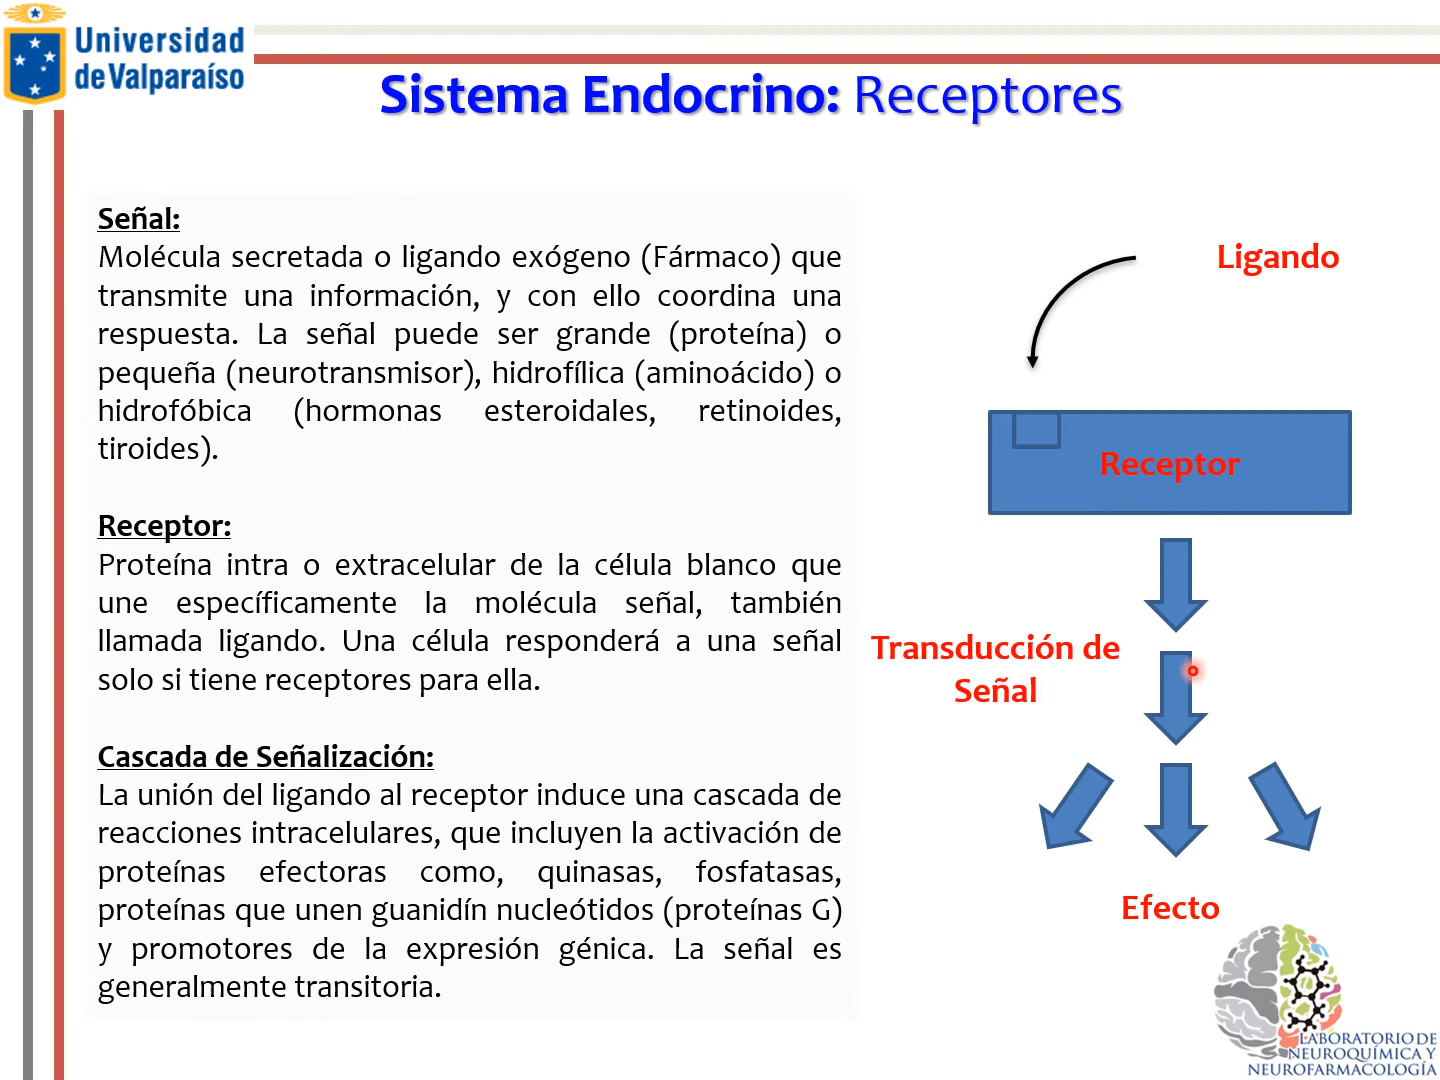 Universidad
de Valparaíso
Sistema Endocrino: Receptores
Señal:
Molécula secretada o ligando exógeno (Fármaco) que
transmite una información, y con ello coordina una
respuesta. La señal puede ser grande (proteína) o
pequeña (neurotransmisor), hidrofílica (aminoácido) o
hidrofóbica (hormonas esteroidales, retinoides,
tiroides).
Receptor:
Proteína intra o extracelular de la célula blanco que
une específicamente la molécula señal, también
llamada ligando. Una célula responderá a una señal
solo si tiene receptores para ella.
Cascada de Señalización:
La unión del ligando al receptor induce una cascada de
reacciones intracelulares, que incluyen la activación de
proteínas efectoras como, quinasas, fosfatasas,
proteínas que unen guanidín nucleótidos (proteínas G)
y promotores de la expresión génica. La señal es
generalmente transitoria.
Ligando
Receptor
Transducción de
Señal
Efecto
LABORATORIO DE
NEUROQUÍMICA Y
NEUROFARMACOLOGÍA